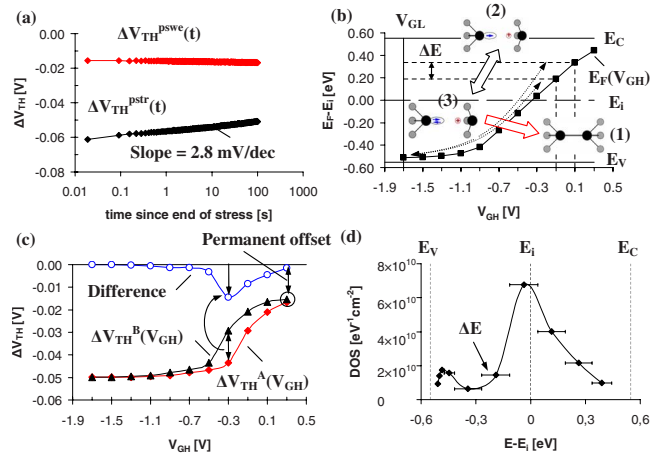 (a)
ΔV_TH^pswe(t)
ΔV_TH^pstr(t)
Slope = 2.8 mV/dec
0.00
-0.02
-0.04
-0.06
-0.08
ΔV_TH [V]
0.01 0.1 1 10 100 1000
time since end of stress [s]
(b)
V_GL
(2)
E_C
ΔE
E_F(V_GH)
E_i
(3)
(1)
E_V
0.60
0.40
0.20
0.00
-0.20
-0.40
-0.60
E_F-E_i [eV]
-1.9 -1.5 -1.1 -0.7 -0.3 0.1 0.5
V_GH [V]
(c)
Permanent offset
Difference
ΔV_TH^B(V_GH)
ΔV_TH^A(V_GH)
0.00
-0.01
-0.02
-0.03
-0.04
-0.05
-0.06
ΔV_TH [V]
-1.9 -1.5 -1.1 -0.7 -0.3 0.1 0.5
V_GH [V]
(d)
E_V E_i E_C
ΔE
8x10^10
6x10^10
4x10^10
2x10^10
0
DOS [eV^-1cm^-2]
-0,6 -0,3 0 0,3 0,6
E-E_i [eV]